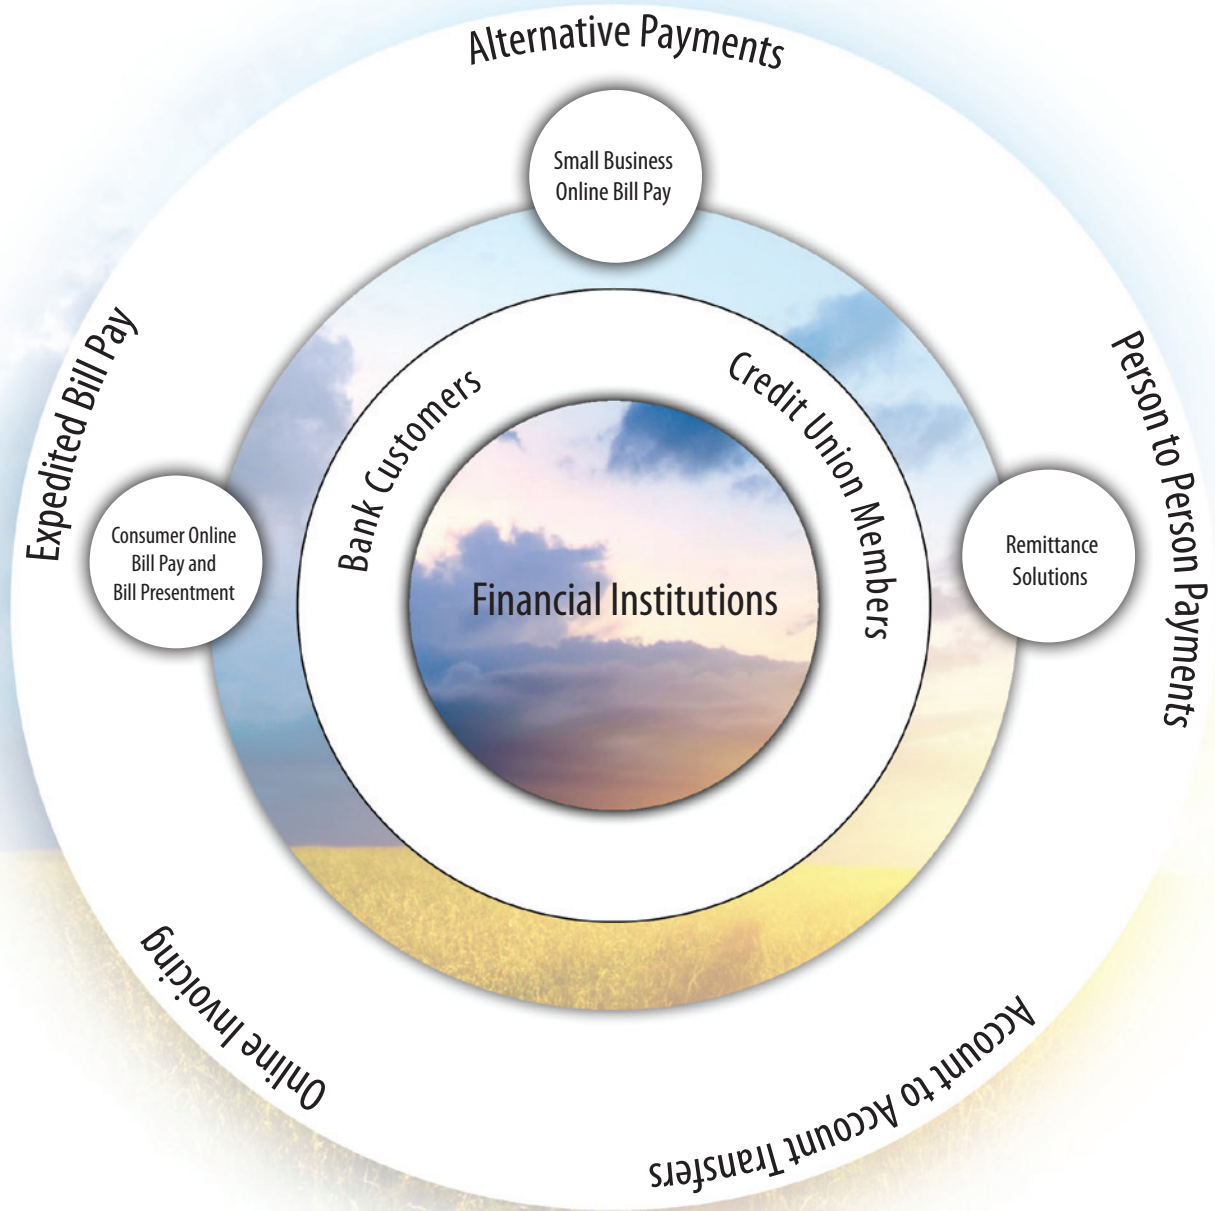 Alternative Payments
Small Business
Online Bill Pay
Expedited Bill Pay
Bank Customers
Credit Union Members
Person to Person Payments
Consumer Online
Bill Pay and
Bill Presentment
Remittance
Solutions
Financial Institutions
Online Invoicing
Account to Account Transfers